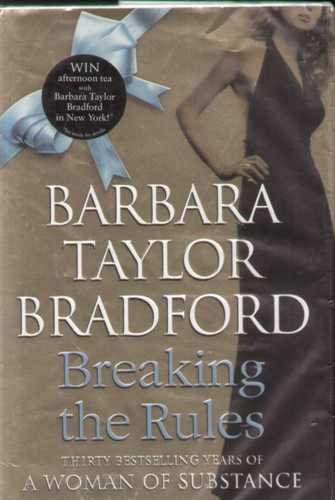 WIN
afternoon tea
with
Barbara Taylor
Bradford
in New York!*
BARBARA
TAYLOR
BRADFORD
Breaking
the Rules
THIRTY BESTSELLING YEARS OF
A WOMAN OF SUBSTANCE